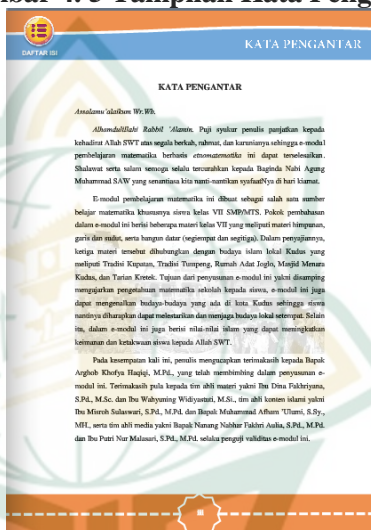 DAFTAR ISI
KATA PENGANTAR
KATA PENGANTAR
Assalamu'alaikum Wr.Wb.
Alhamdulillahi Rabbil 'Alamin. Puji syukur penulis panjatkan kepada
kehadirat Allah SWT atas segala berkah, rahmat, dan karunianya sehingga e-modul
pembelajaran matematika berbasis etnomatematika ini dapat terselesaikan.
Shalawat serta salam semoga selalu tercurahkan kepada Baginda Nabi Agung
Muhammad SAW yang senantiasa kita nanti-nantikan syafaatNya di hari kiamat.
E-modul pembelajaran matematika ini dibuat sebagai salah satu sumber
belajar matematika khususnya siswa kelas VII SMP/MTS. Pokok pembahasan
dalam e-modul ini berisi beberapa materi kelas VII yang meliputi materi himpunan,
garis dan sudut, serta bangun datar (segiempat dan segitiga). Dalam penyajiannya,
ketiga materi tersebut dihubungkan dengan budaya islam lokal Kudus yang
meliputi Tradisi Kupatan, Tradisi Tumpeng, Rumah Adat Joglo, Masjid Menara
Kudus, dan Tarian Kretek. Tujuan dari penyusunan e-modul ini yakni disamping
mengajarkan pengetahuan matematika sekolah kepada siswa, e-modul ini juga
dapat mengenalkan budaya-budaya yang ada di kota Kudus sehingga siswa
nantinya diharapkan dapat melestarikan dan menjaga budaya lokal setempat. Selain
itu, dalam e-modul ini juga berisi nilai-nilai islam yang dapat meningkatkan
keimanan dan ketakwaan siswa kepada Allah SWT.
Pada kesempatan kali ini, penulis mengucapkan terimakasih kepada Bapak
Arghob Khofya Haqiqi, M.Pd., yang telah membimbing dalam penyusunan e-
modul ini. Terimakasih pula kepada tim ahli materi yakni Ibu Dina Fakhriyana,
S.Pd., M.Sc. dan Ibu Wahyuning Widiyastuti, M.Si., tim ahli konten islami yakni
Ibu Misroh Sulaswari, S.Pd., M.Pd. dan Bapak Muhammad Afham 'Ulumi, S.Sy.,
MH., serta tim ahli media yakni Bapak Nanang Nabhar Fakhri Aulia, S.Pd., M.Pd.
dan Ibu Putri Nur Malasari, S.Pd., M.Pd. selaku penguji validitas e-modul ini.
iii